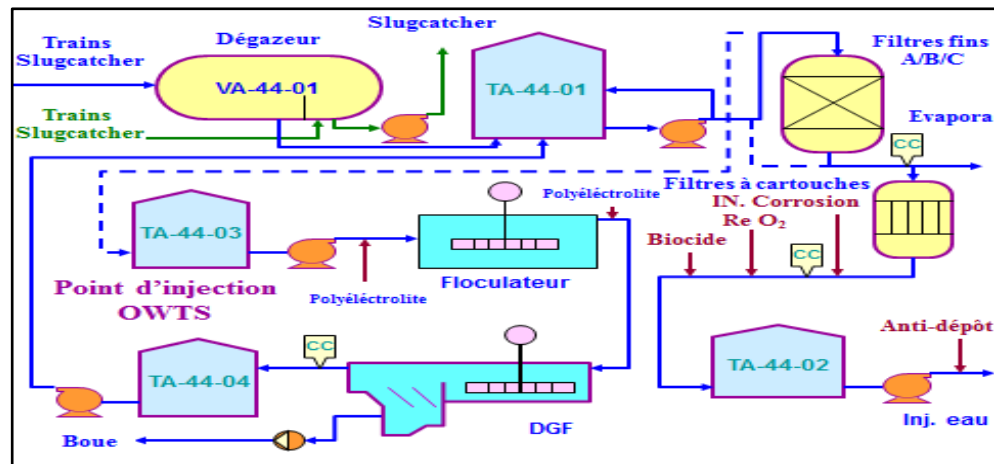 Slugcatcher
Trains
Slugcatcher
Dégazeur
VA-44-01
Trains
Slugcatcher
TA-44-01
Filtres fins
A/B/C
Evapora
CC
Filtres à cartouches
IN. Corrosion
Re O₂
Biocide
CC
Polyéléctrolite
TA-44-03
Point d'injection
OWTS
Polyéléctrolite
Floculateur
Anti-dépôt
TA-44-02
Inj. eau
CC
TA-44-04
DGF
Boue